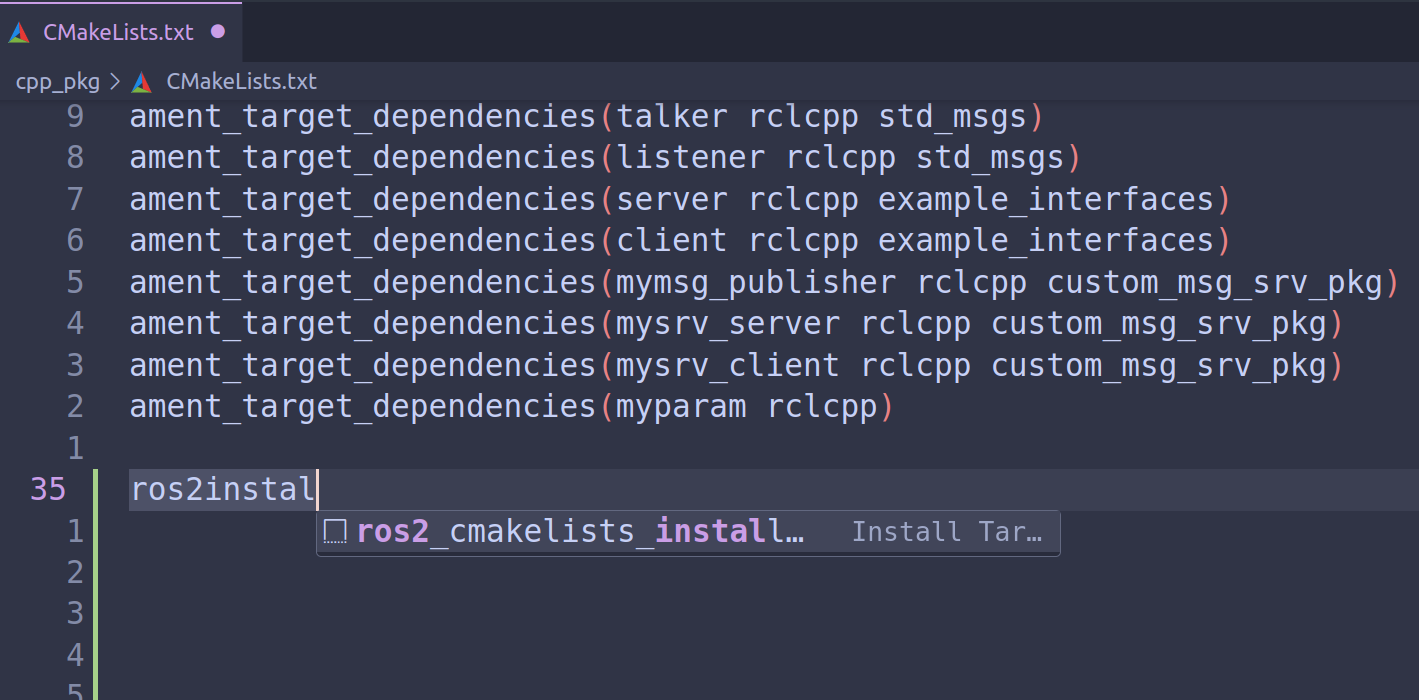 CMakeLists.txt
cpp_pkg > CMakeLists.txt
9 ament_target_dependencies(talker rclcpp std_msgs)
8 ament_target_dependencies(listener rclcpp std_msgs)
7 ament_target_dependencies(server rclcpp example_interfaces)
6 ament_target_dependencies(client rclcpp example_interfaces)
5 ament_target_dependencies(mymsg_publisher rclcpp custom_msg_srv_pkg)
4 ament_target_dependencies(mysrv_server rclcpp custom_msg_srv_pkg)
3 ament_target_dependencies(mysrv_client rclcpp custom_msg_srv_pkg)
2 ament_target_dependencies(myparam rclcpp)
1
35 ros2instal
1 ros2_cmakelists_install… Install Tar…
2
3
4
5